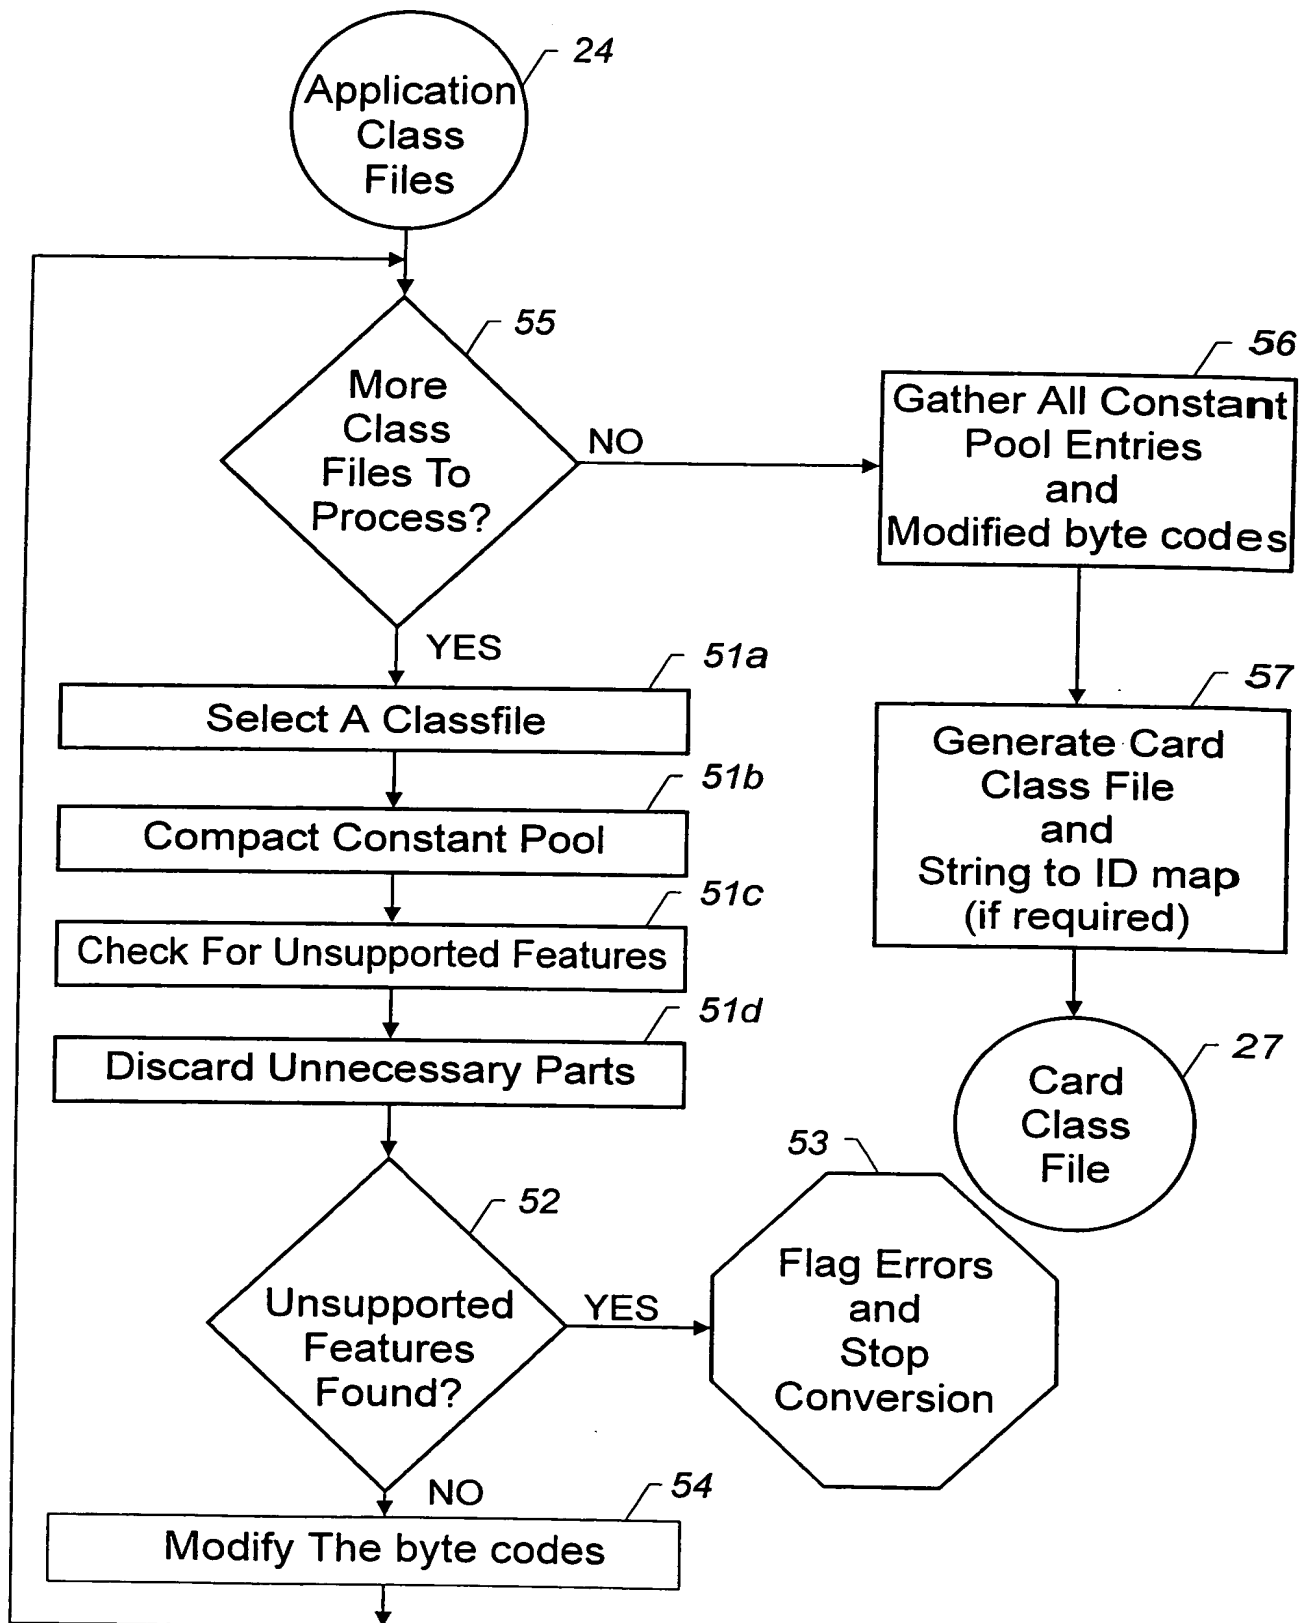 24
Application
Class
Files
55
More
Class
Files To
Process?
NO
YES
56
Gather All Constant
Pool Entries
and
Modified byte codes
51a
Select A Classfile
57
Generate Card
Class File
and
String to ID map
(if required)
51b
Compact Constant Pool
51c
Check For Unsupported Features
51d
Discard Unnecessary Parts
27
Card
Class
File
52
Unsupported
Features
Found?
YES
NO
53
Flag Errors
and
Stop
Conversion
54
Modify The byte codes